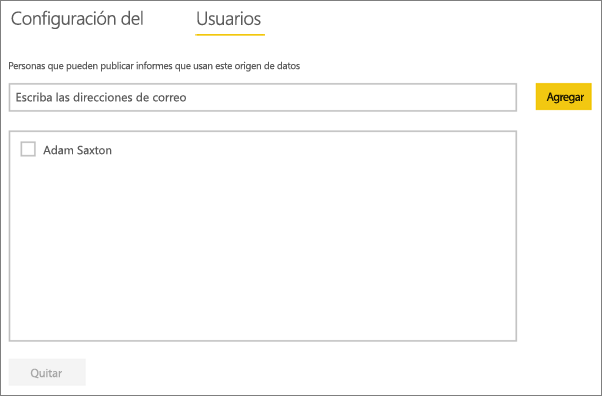 Configuración del Usuarios
Personas que pueden publicar informes que usan este origen de datos
Escriba las direcciones de correo
Agregar
Adam Saxton
Quitar